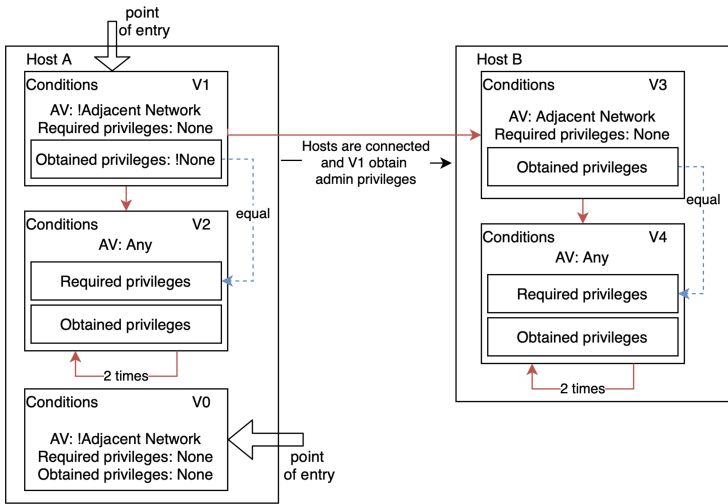 point
of entry
Host A
Conditions V1
AV: !Adjacent Network
Required privileges: None
Obtained privileges: !None
equal
Conditions V2
AV: Any
Required privileges
Obtained privileges
2 times
Conditions V0
AV: !Adjacent Network
Required privileges: None
Obtained privileges: None
point
of entry
Hosts are connected
and V1 obtain
admin privileges
Host B
Conditions V3
AV: Adjacent Network
Required privileges: None
Obtained privileges
equal
Conditions V4
AV: Any
Required privileges
Obtained privileges
2 times